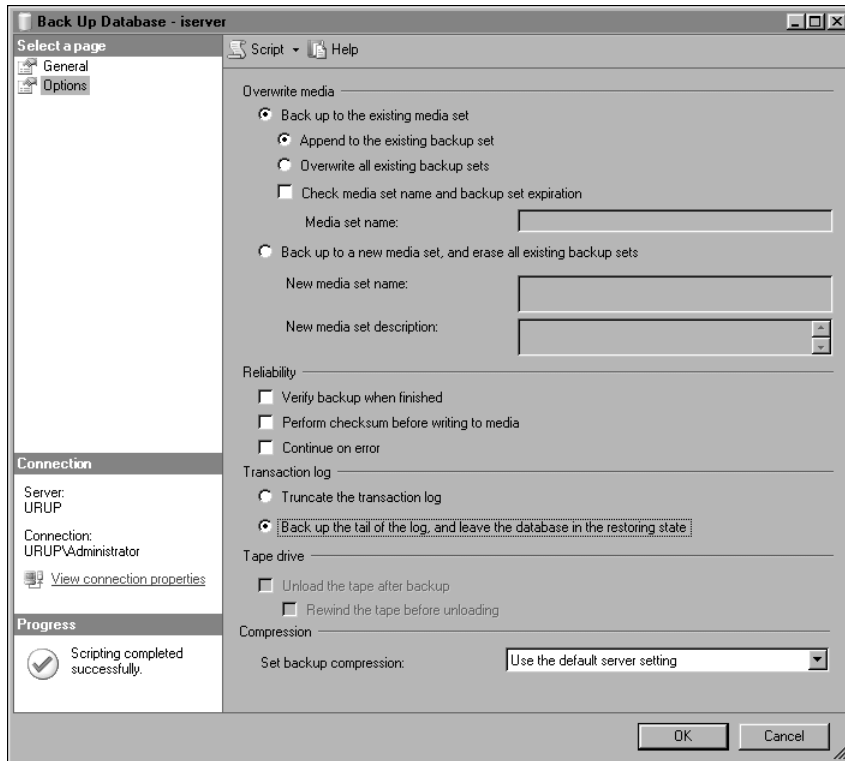 Back Up Database - iserver
Select a page
General
Options
Script
Help
Overwrite media
Back up to the existing media set
Append to the existing backup set
Overwrite all existing backup sets
Check media set name and backup set expiration
Media set name:
Back up to a new media set, and erase all existing backup sets
New media set name:
New media set description:
Reliability
Verify backup when finished
Perform checksum before writing to media
Continue on error
Transaction log
Truncate the transaction log
Back up the tail of the log, and leave the database in the restoring state
Tape drive
Unload the tape after backup
Rewind the tape before unloading
Compression
Set backup compression:
Use the default server setting
Connection
Server:
URUP
Connection:
URUP\Administrator
View connection properties
Progress
Scripting completed
successfully.
OK
Cancel